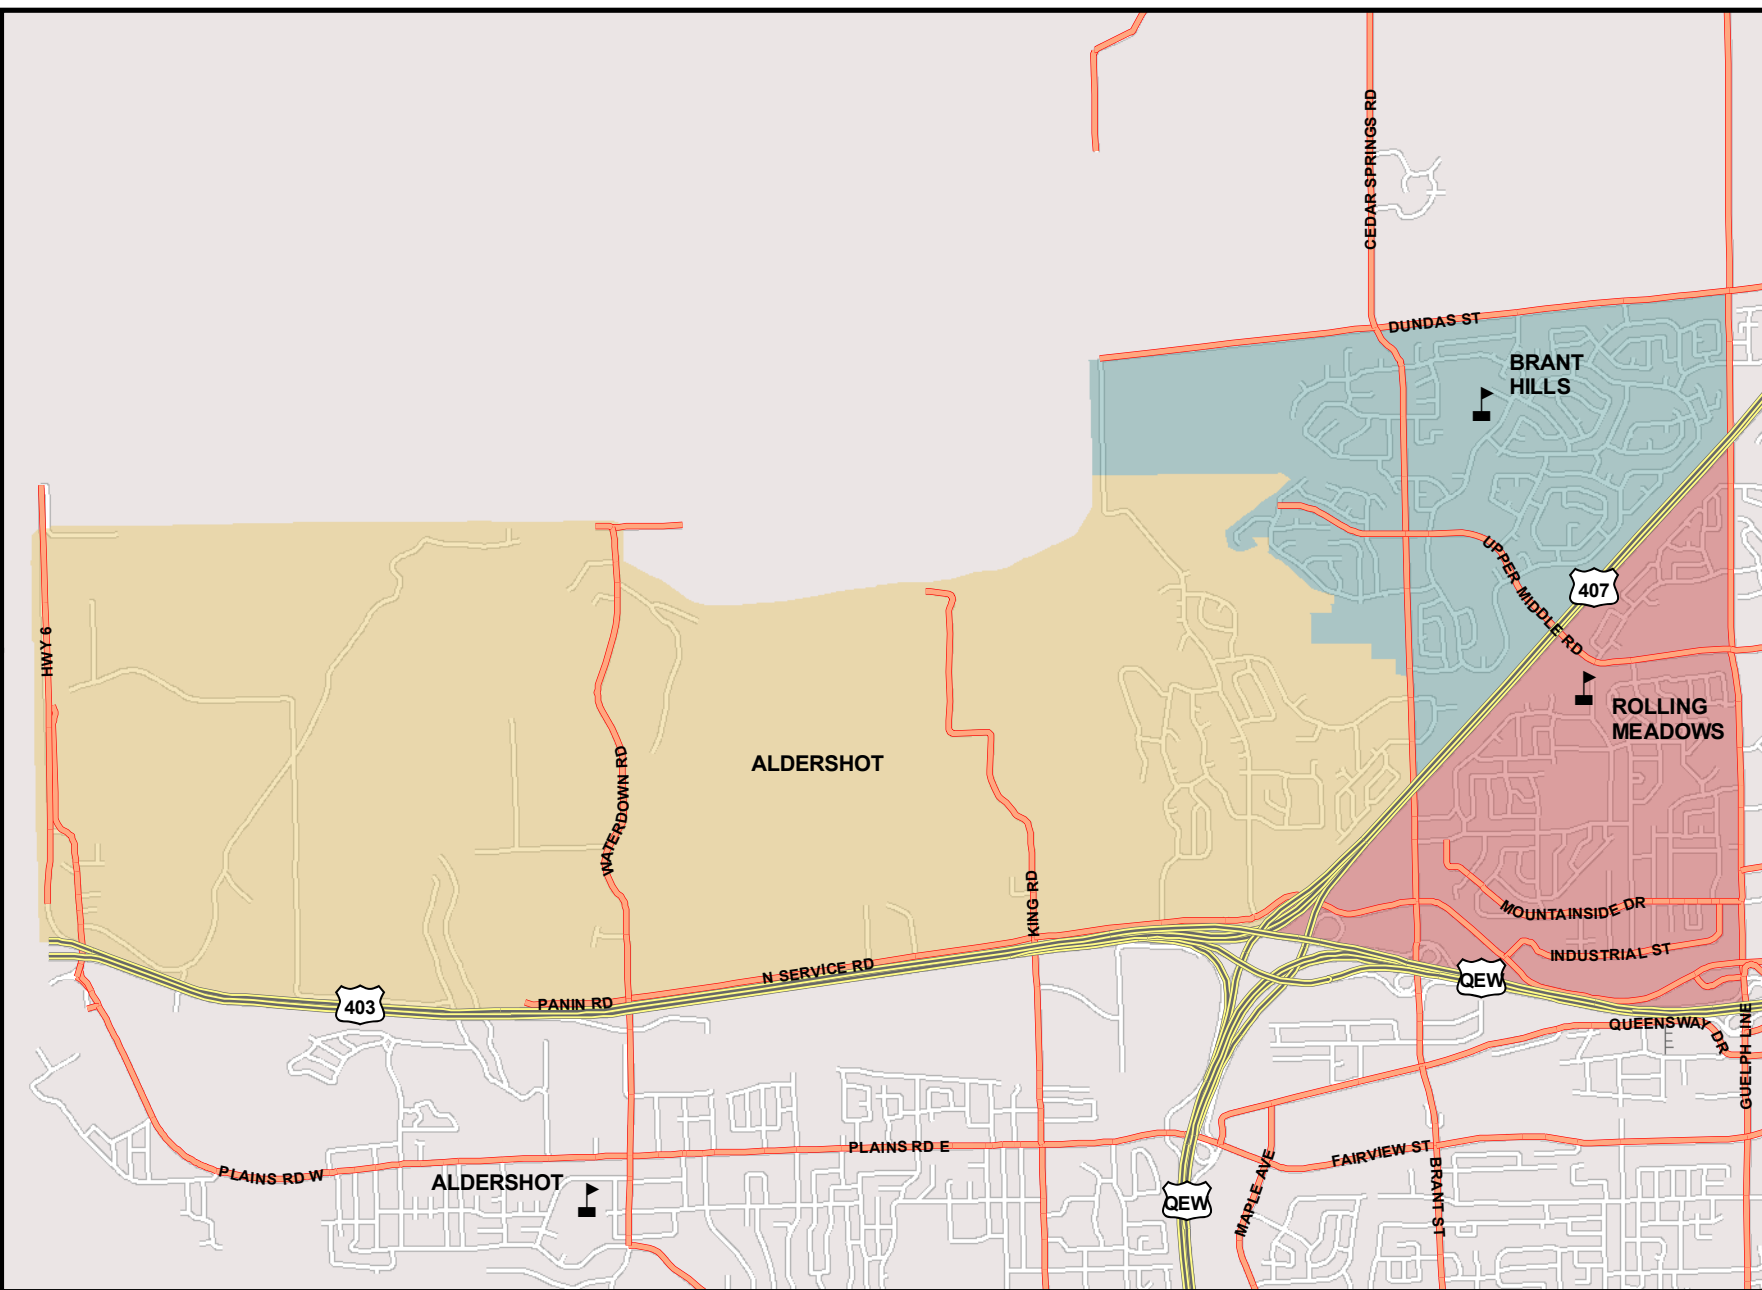 CEDAR SPRINGS RD
DUNDAS ST
BRANT
HILLS
UPPER MIDDLE RD
407
HWY 6
ROLLING
MEADOWS
WATERDOWN RD
ALDERSHOT
KING RD
MOUNTAINSIDE DR
INDUSTRIAL ST
N SERVICE RD
PANIN RD
403
QEW
QUEENSWAY DR
GUELPH LINE
PLAINS RD E
FAIRVIEW ST
PLAINS RD W
ALDERSHOT
MAPLE AVE
BRANT ST
QEW